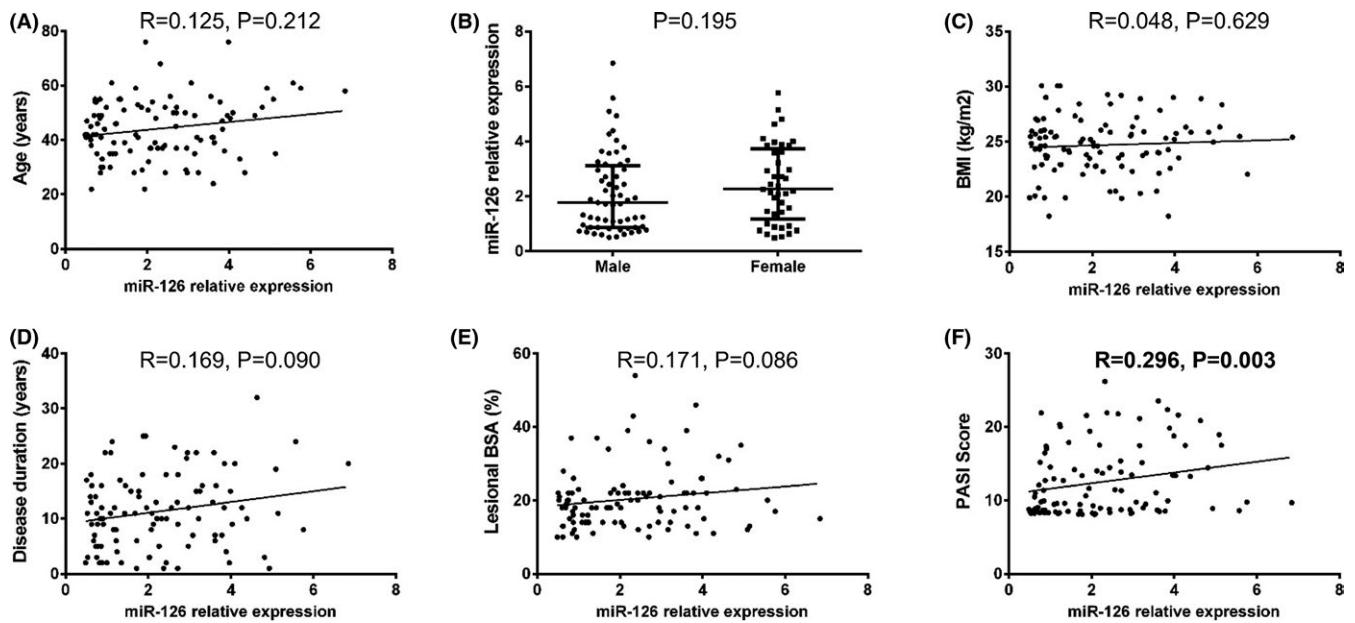 (A)
R=0.125, P=0.212
Age (years)
80
60
40
20
0
0 2 4 6 8
miR-126 relative expression
(B)
P=0.195
miR-126 relative expression
8
6
4
2
0
Male Female
(C)
R=0.048, P=0.629
BMI (kg/m2)
35
30
25
20
15
0 2 4 6 8
miR-126 relative expression
(D)
R=0.169, P=0.090
Disease duration (years)
40
30
20
10
0
0 2 4 6 8
miR-126 relative expression
(E)
R=0.171, P=0.086
Lesional BSA (%)
60
40
20
0
0 2 4 6 8
miR-126 relative expression
(F)
R=0.296, P=0.003
PASI Score
30
20
10
0
0 2 4 6 8
miR-126 relative expression